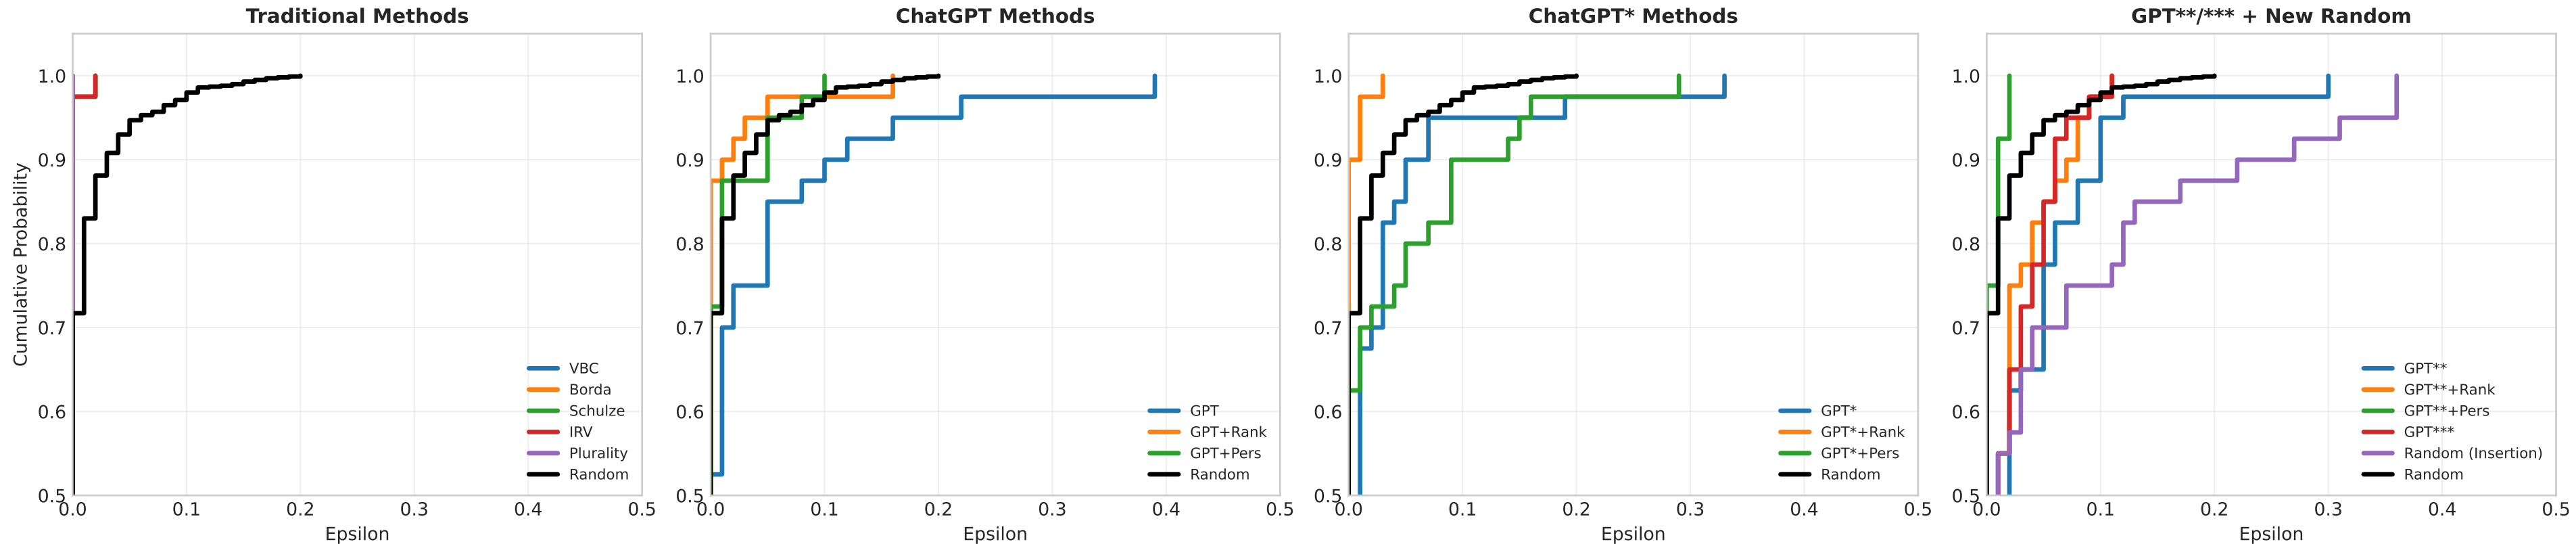 Traditional Methods
Cumulative Probability
1.0
0.9
0.8
0.7
0.6
0.5
0.0 0.1 0.2 0.3 0.4 0.5
Epsilon
VBC
Borda
Schulze
IRV
Plurality
Random
ChatGPT Methods
1.0
0.9
0.8
0.7
0.6
0.5
0.0 0.1 0.2 0.3 0.4 0.5
Epsilon
GPT
GPT+Rank
GPT+Pers
Random
ChatGPT* Methods
1.0
0.9
0.8
0.7
0.6
0.5
0.0 0.1 0.2 0.3 0.4 0.5
Epsilon
GPT*
GPT*+Rank
GPT*+Pers
Random
GPT**/*** + New Random
1.0
0.9
0.8
0.7
0.6
0.5
0.0 0.1 0.2 0.3 0.4 0.5
Epsilon
GPT**
GPT**+Rank
GPT**+Pers
GPT***
Random (Insertion)
Random